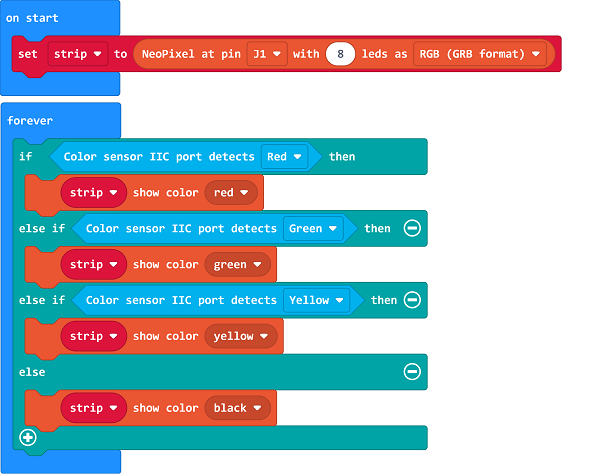 on start
set strip to NeoPixel at pin J1 with 8 leds as RGB (GRB format)
forever
if Color sensor IIC port detects Red then
strip show color red
else if Color sensor IIC port detects Green then
strip show color green
else if Color sensor IIC port detects Yellow then
strip show color yellow
else
strip show color black